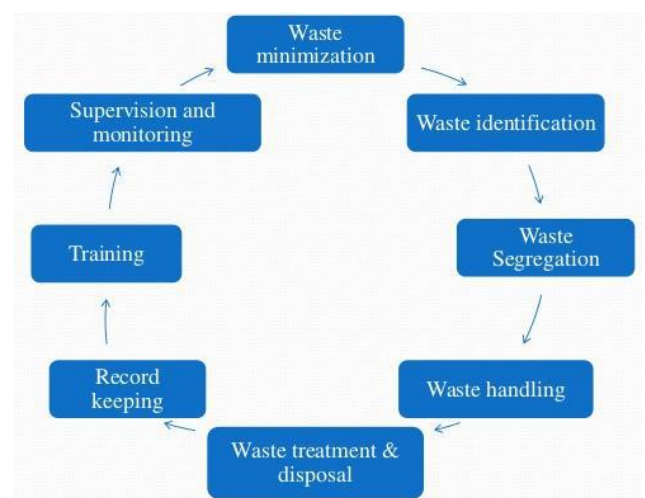 Waste
minimization
Waste identification
Waste
Segregation
Waste handling
Waste treatment &
disposal
Record
keeping
Training
Supervision and
monitoring